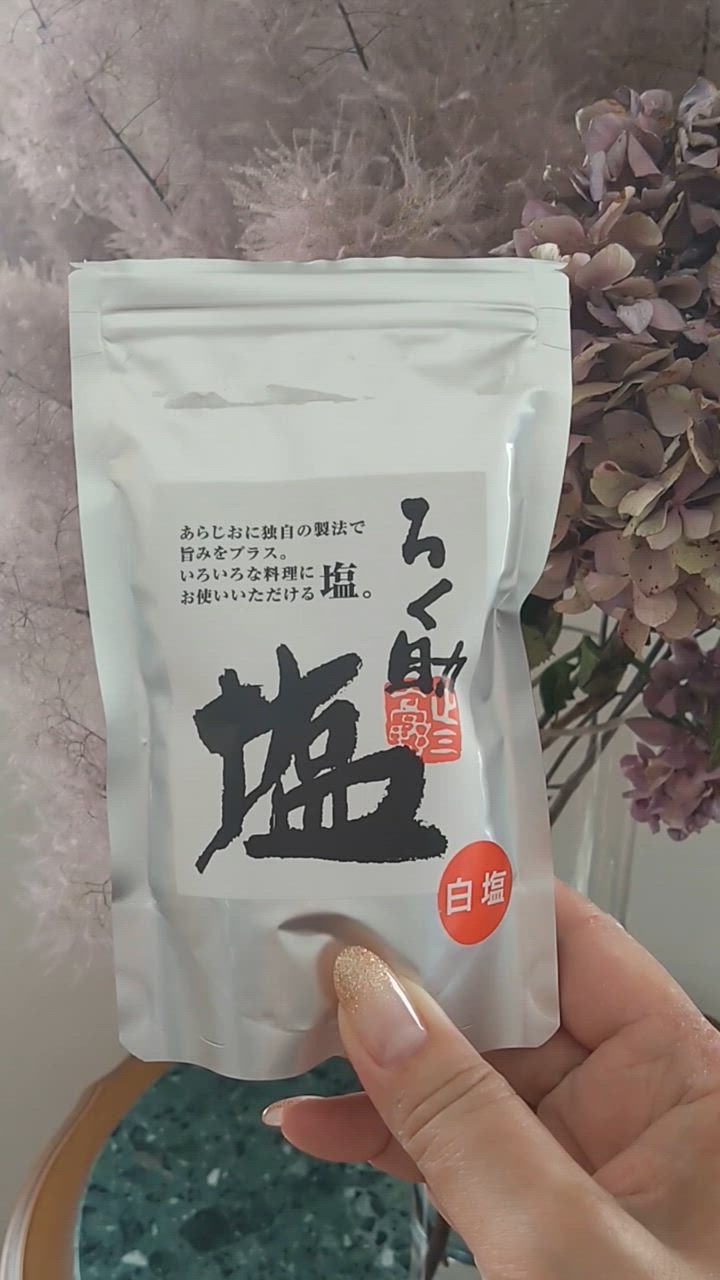 ろく助
あらじおに独自の製法で
旨みをプラス。
いろいろな料理に
お使いいただける塩。
塩
白塩